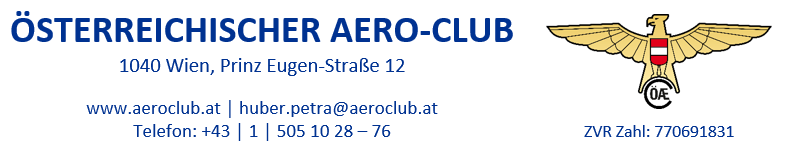 ÖSTERREICHISCHER AERO-CLUB
1040 Wien, Prinz Eugen-Straße 12
www.aeroclub.at | huber.petra@aeroclub.at
Telefon: +43 | 1 | 505 10 28 – 76
ÖÆC
ZVR Zahl: 770691831